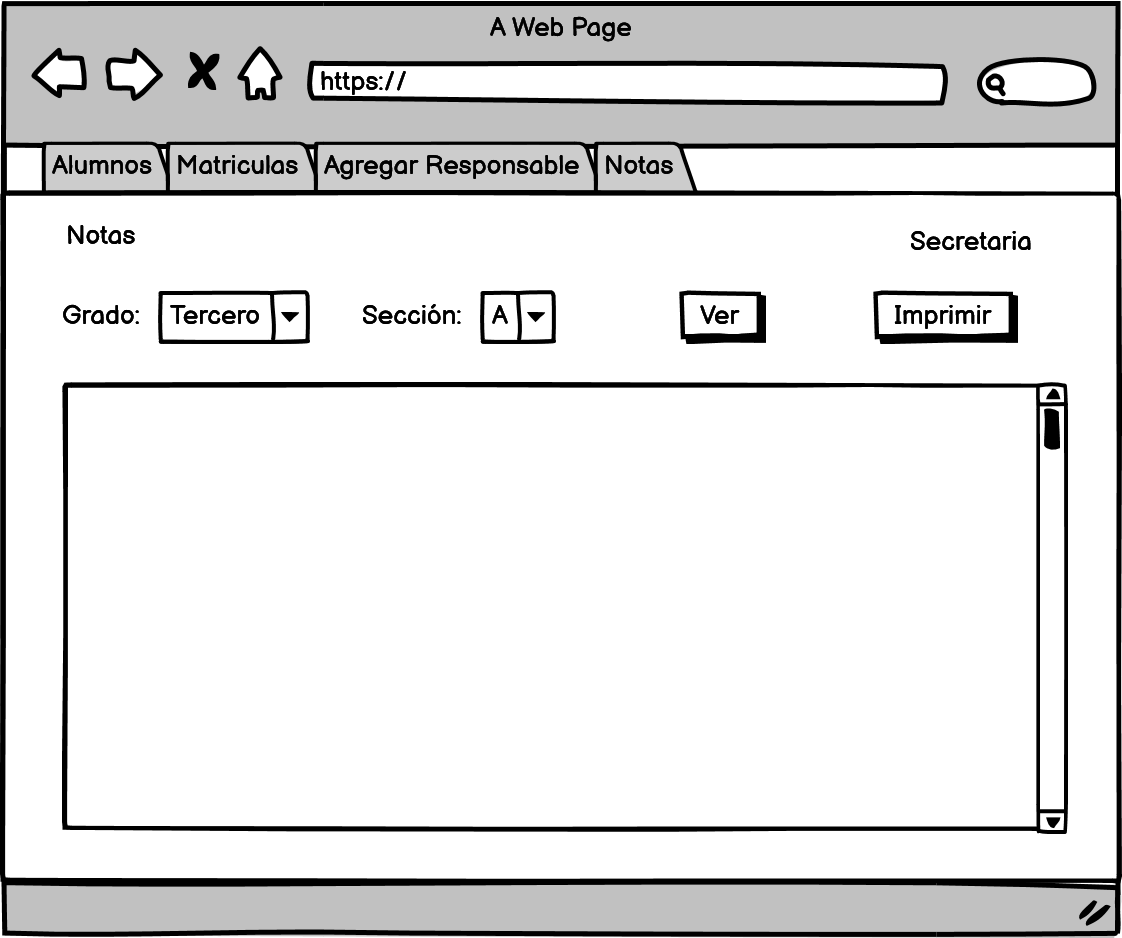 A Web Page
https://
Alumnos Matriculas Agregar Responsable Notas
Notas
Secretaria
Grado: Tercero Sección: A Ver Imprimir